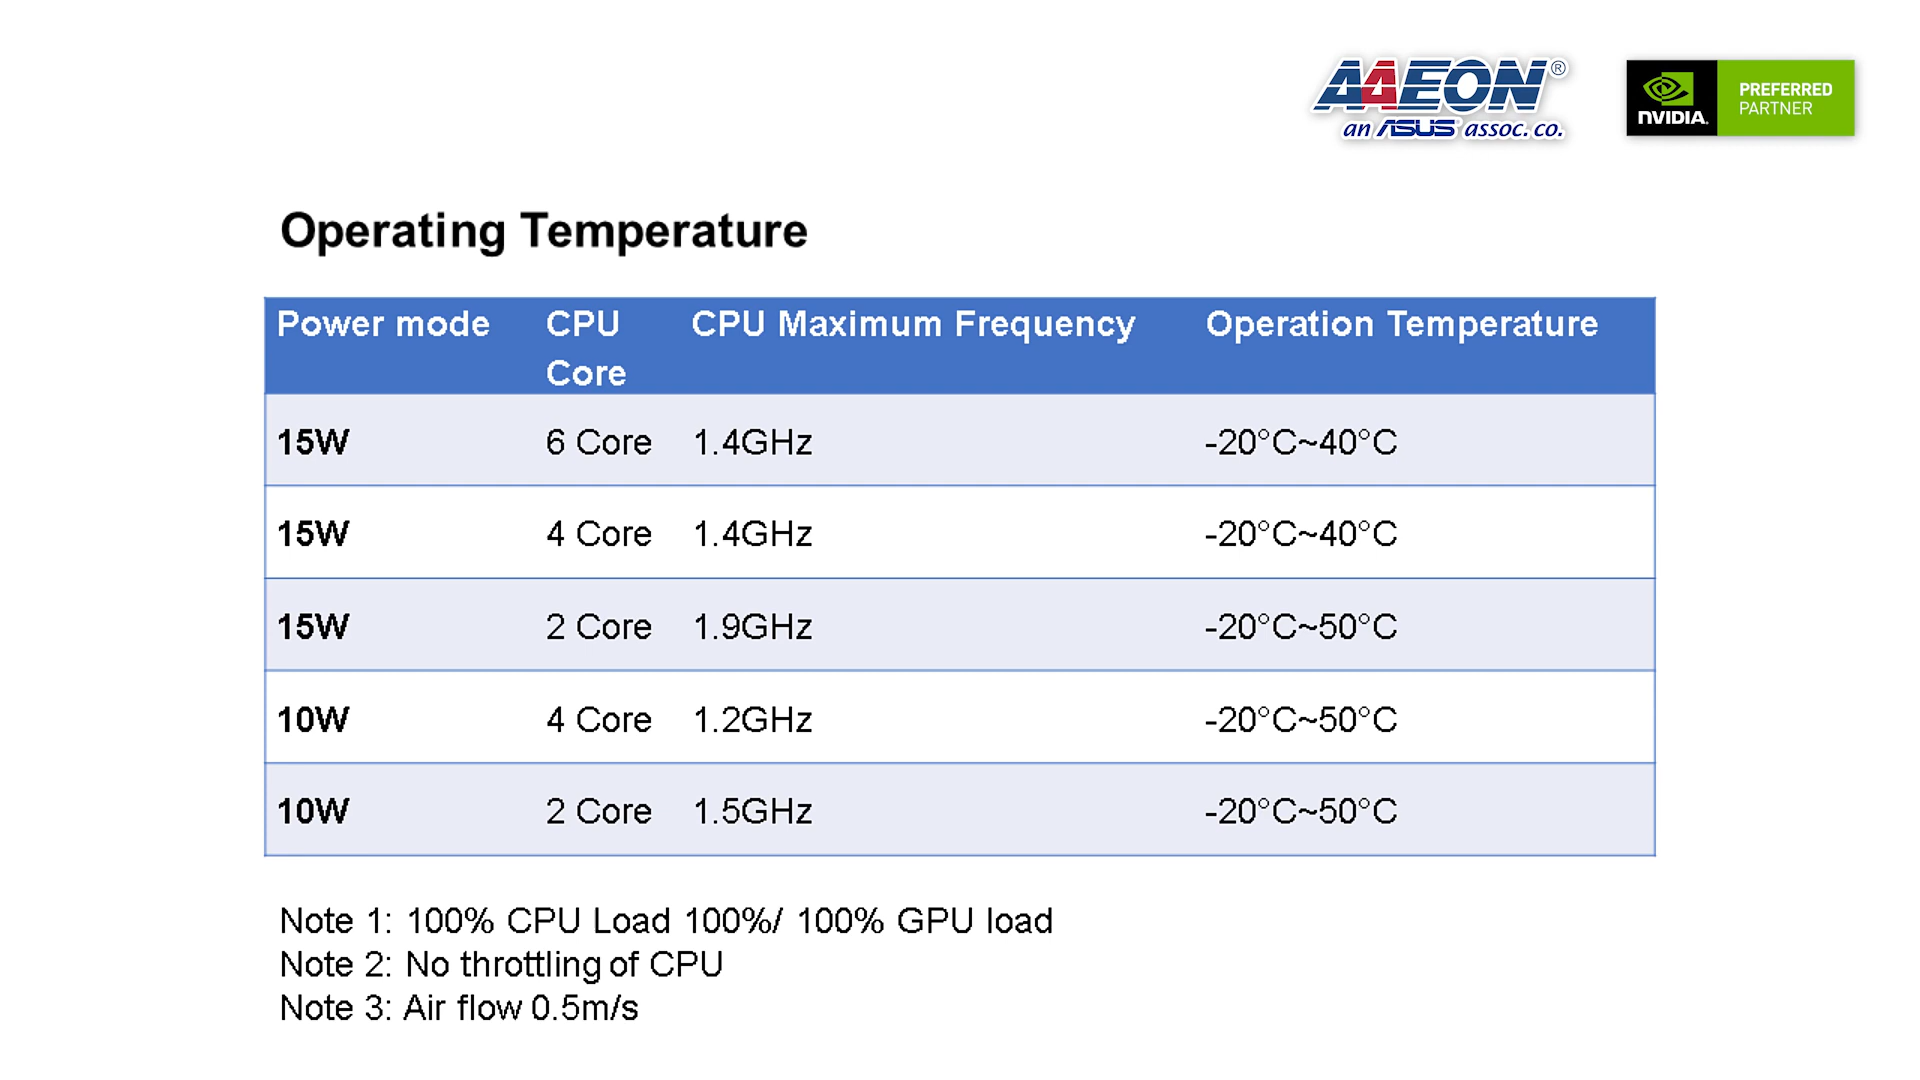 AAEON®
an ASUS assoc. co.
NVIDIA.
PREFERRED
PARTNER
Operating Temperature
Power mode CPU Core CPU Maximum Frequency Operation Temperature
15W 6 Core 1.4GHz -20°C~40°C
15W 4 Core 1.4GHz -20°C~40°C
15W 2 Core 1.9GHz -20°C~50°C
10W 4 Core 1.2GHz -20°C~50°C
10W 2 Core 1.5GHz -20°C~50°C
Note 1: 100% CPU Load 100%/ 100% GPU load
Note 2: No throttling of CPU
Note 3: Air flow 0.5m/s